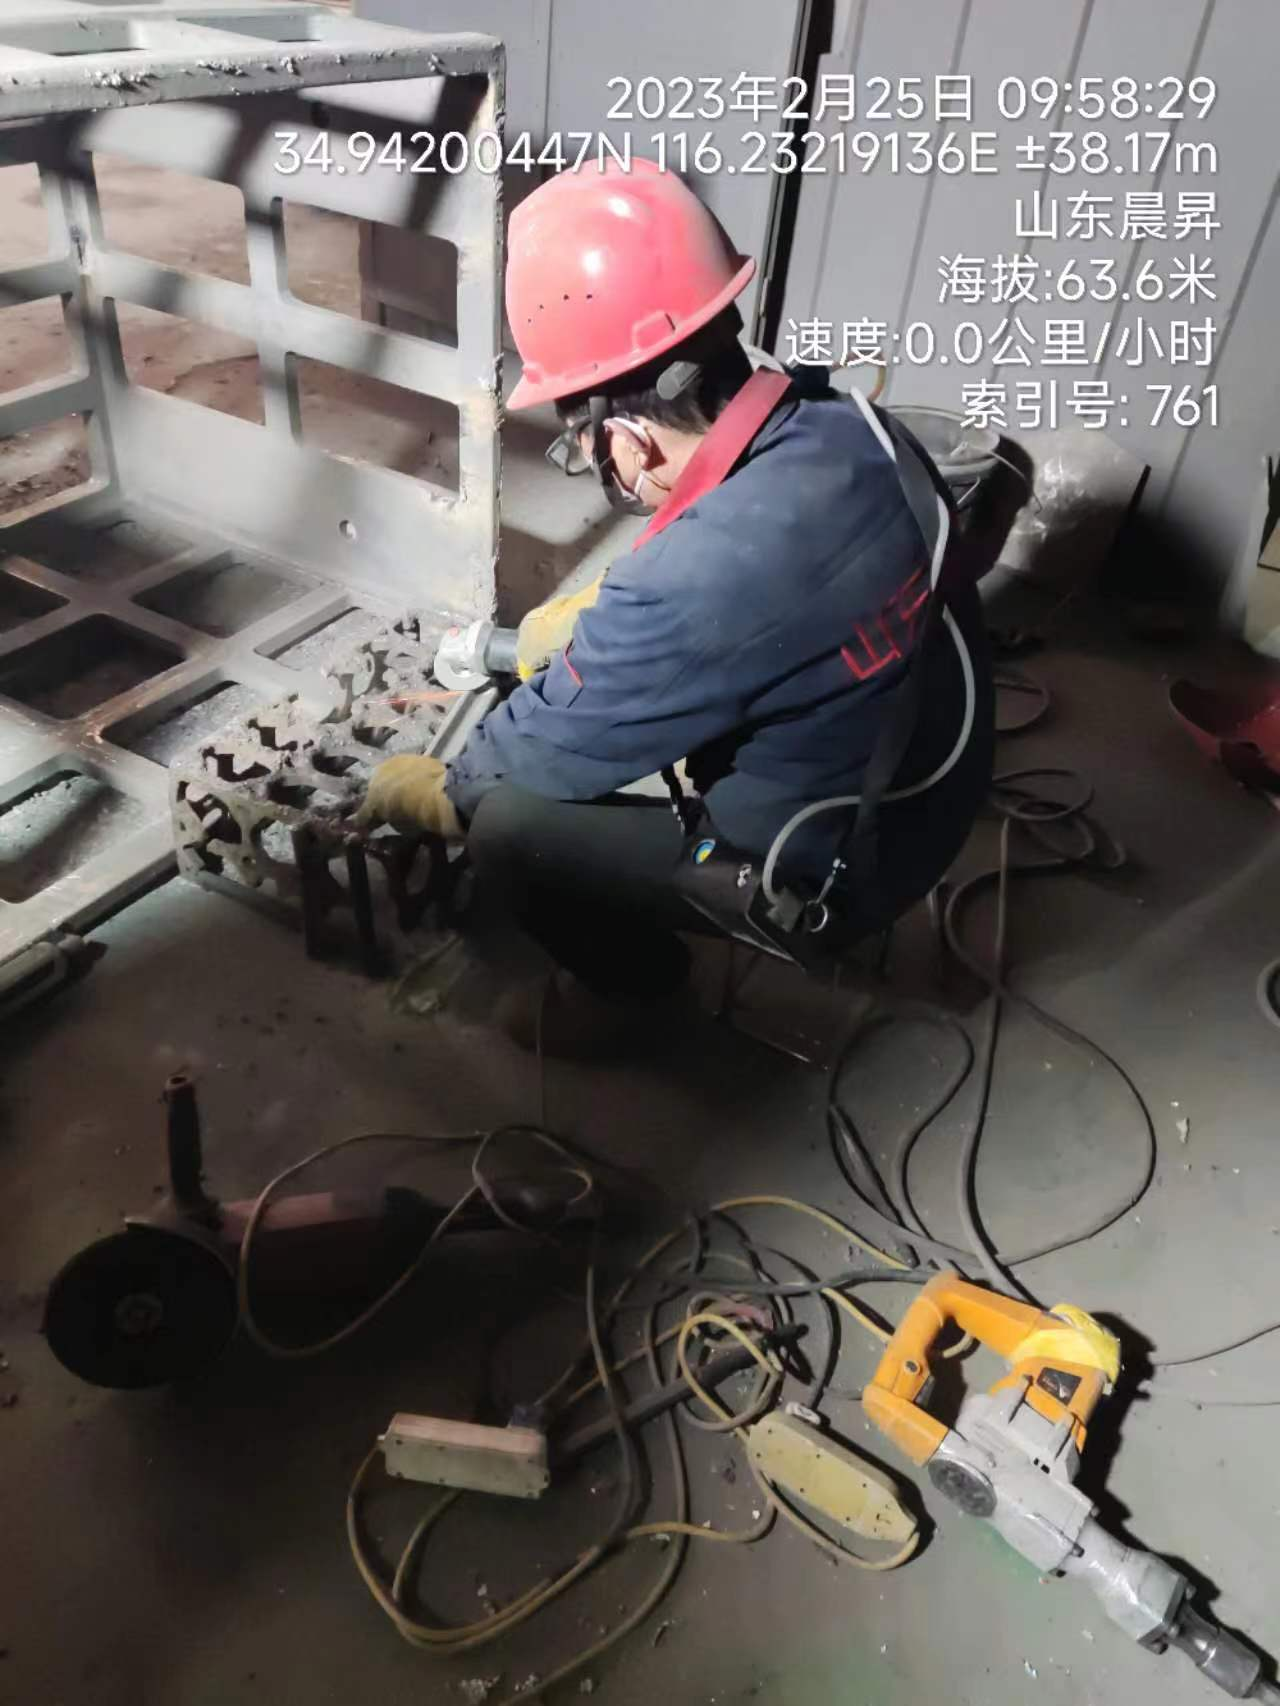 2023年2月25日 09:58:29
34.94200447N 116.23219136E ±38.17m
山东晨昇
海拔:63.6米
速度:0.0公里/小时
索引号: 761
山东